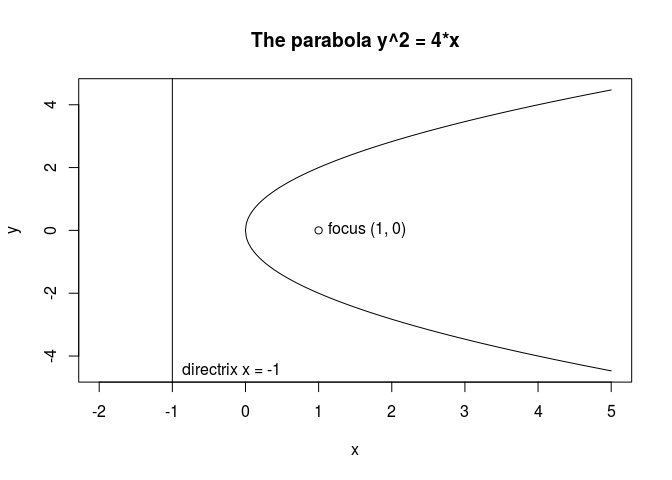 The parabola y^2 = 4*x
4
2
y
0
focus (1, 0)
-2
-4
directrix x = -1
-2 -1 0 1 2 3 4 5
x